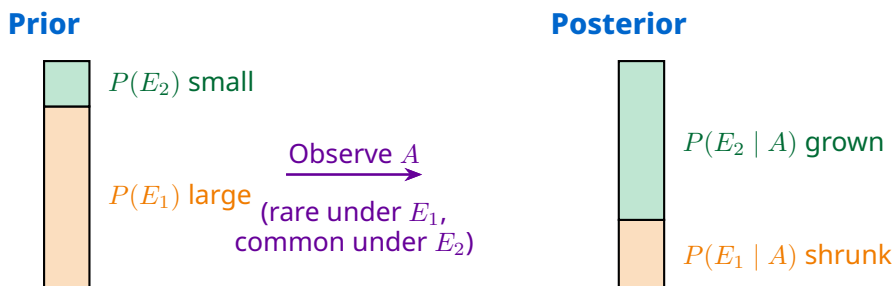 Prior
P(E₂) small
P(E₁) large
Observe A
(rare under E₁,
common under E₂)
Posterior
P(E₂ | A) grown
P(E₁ | A) shrunk